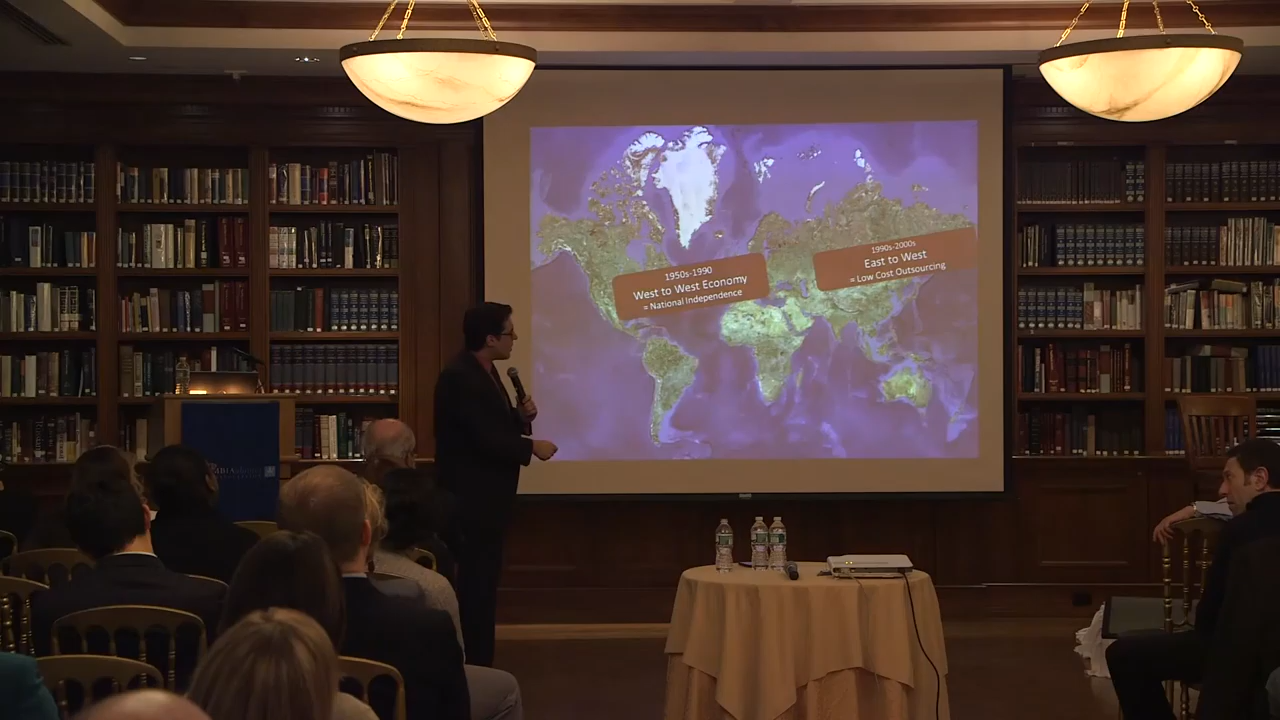 1950s-1990
West to West Economy
= National Independence
1990s-2000s
East to West
= Low Cost Outsourcing